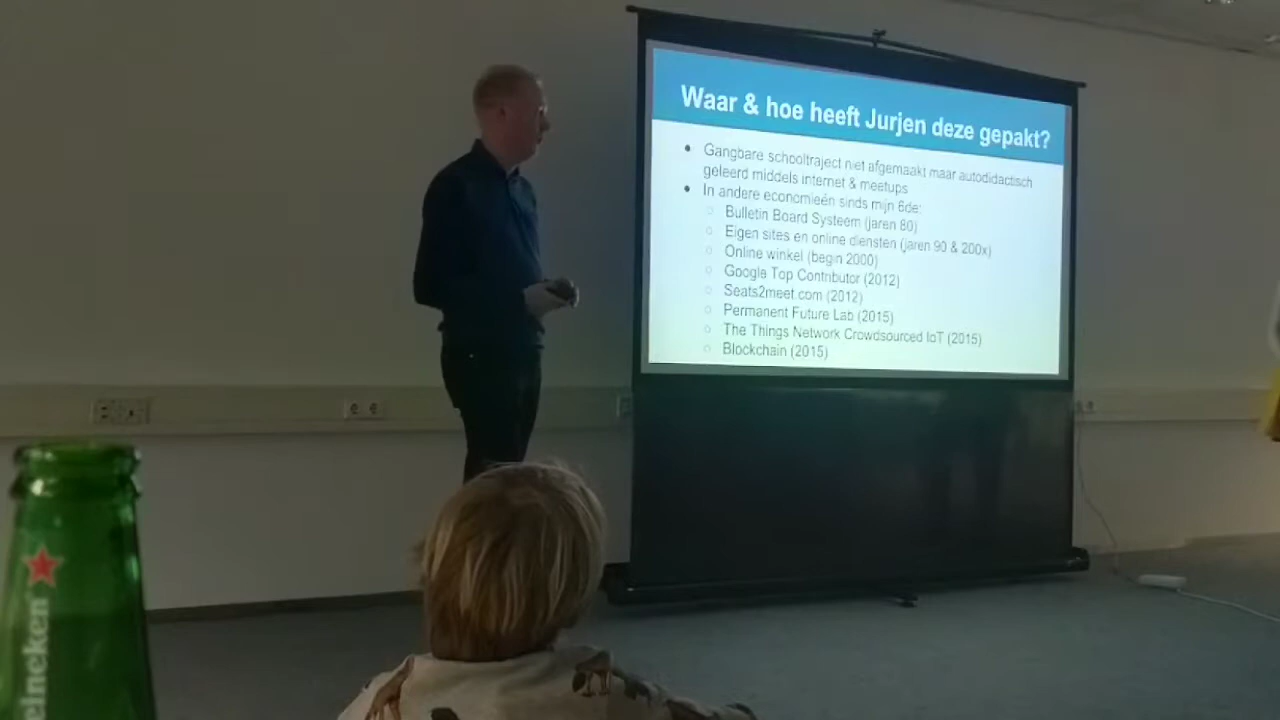 Waar & hoe heeft Jurjen deze gepakt?
● Gangbare schooltraject niet afgemaakt maar autodidactisch
geleerd middels internet & meetups
● In andere economieën sinds mijn 6de:
○ Bulletin Board Systeem (jaren 80)
○ Eigen sites en online diensten (jaren 90 & 200x)
○ Online winkel (begin 2000)
○ Google Top Contributor (2012)
○ Seats2meet.com (2012)
○ Permanent Future Lab (2015)
○ The Things Network Crowdsourced IoT (2015)
○ Blockchain (2015)
eineken